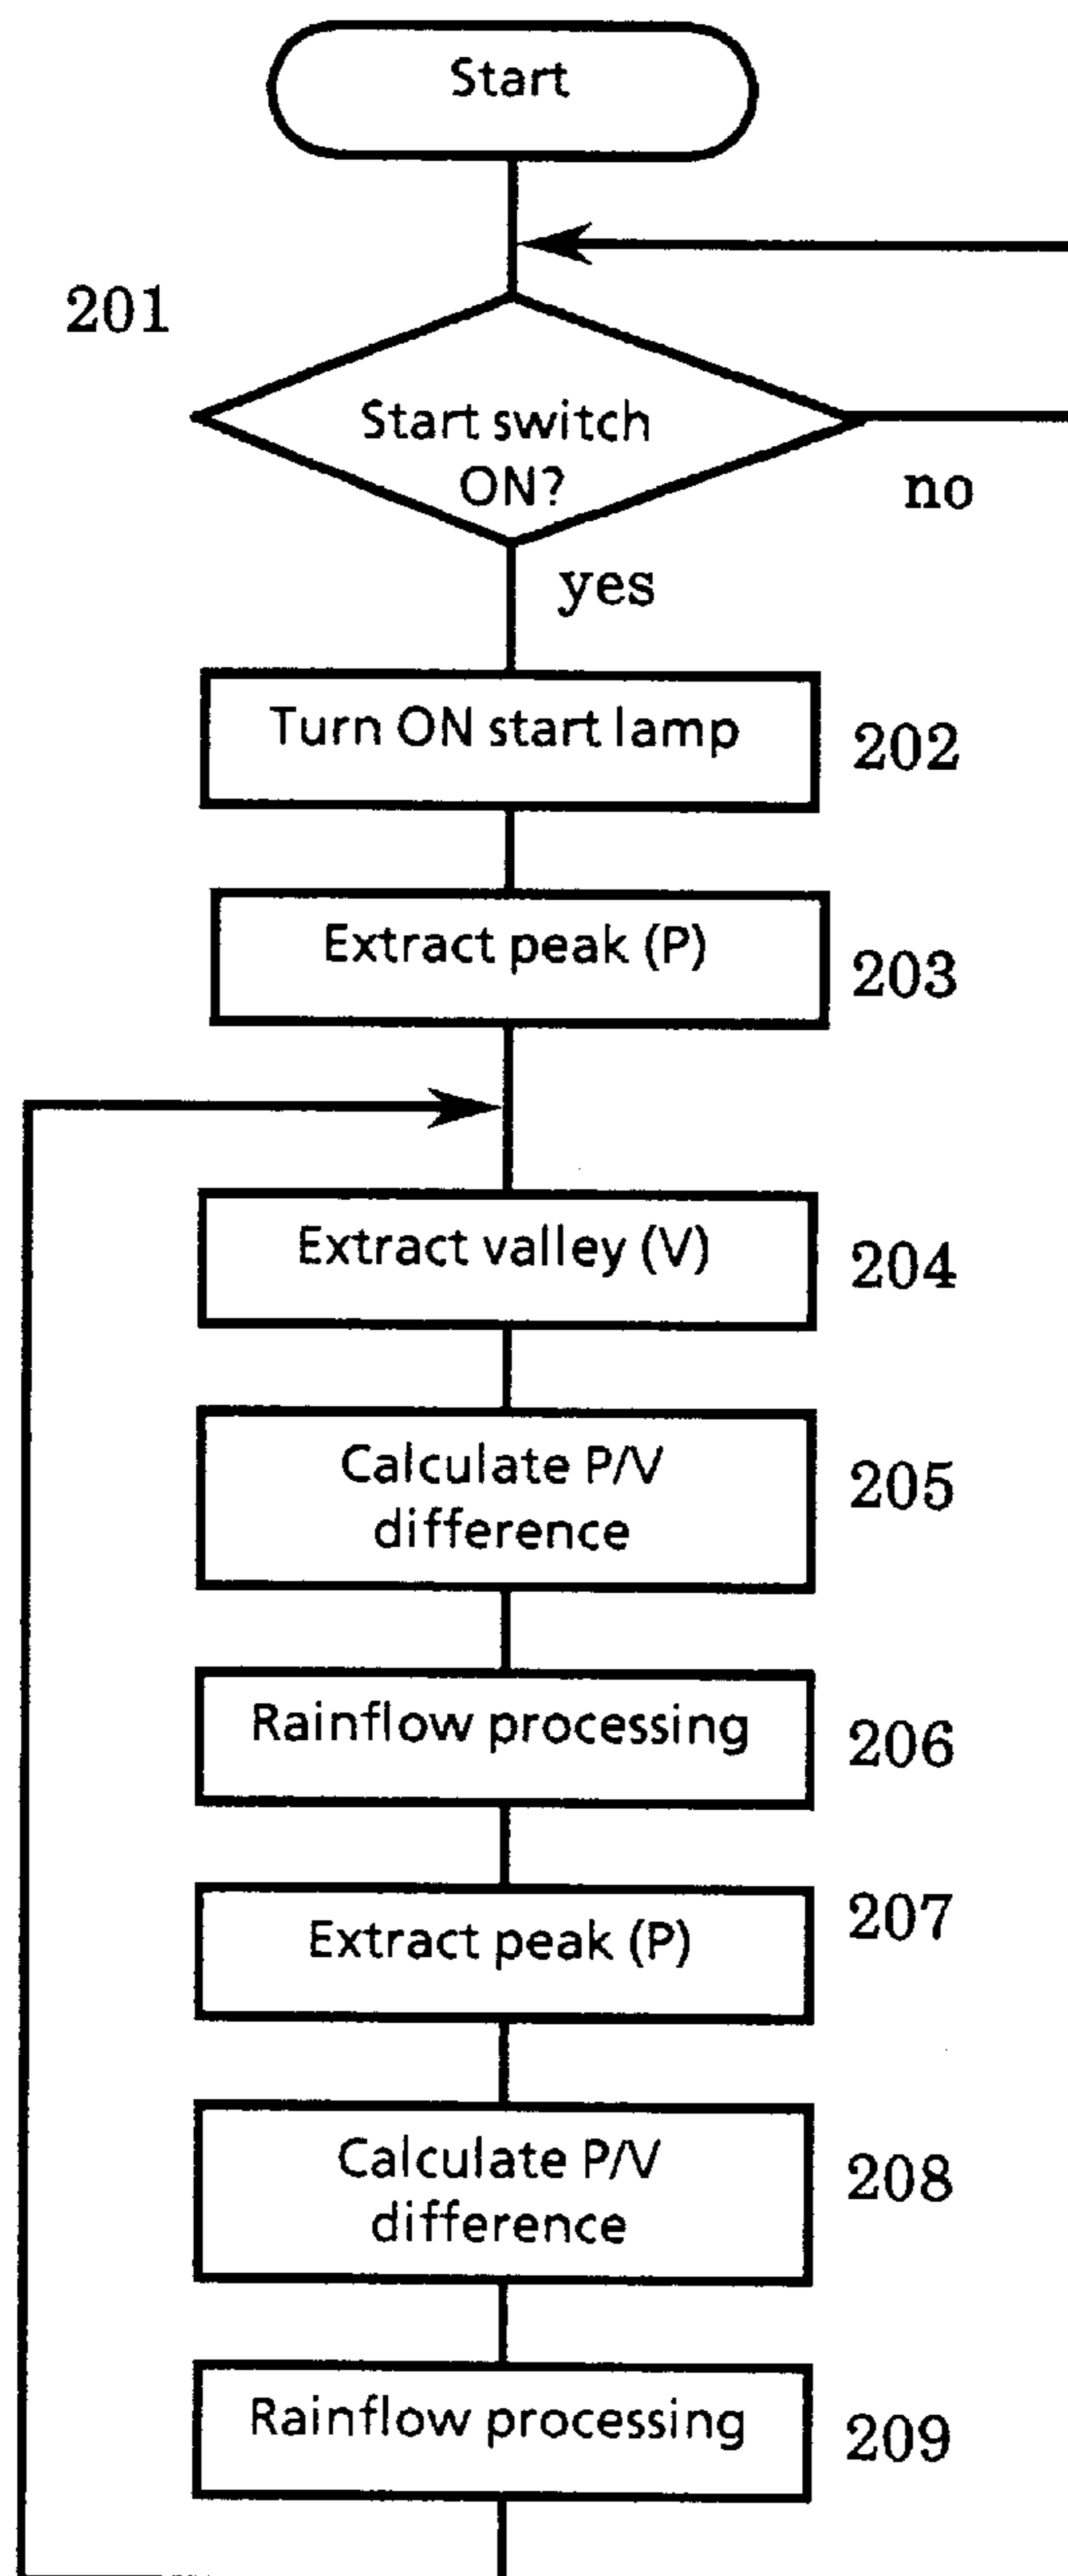 Start
201
Start switch
ON?
no
yes
Turn ON start lamp
202
Extract peak (P)
203
Extract valley (V)
204
Calculate P/V
difference
205
Rainflow processing
206
Extract peak (P)
207
Calculate P/V
difference
208
Rainflow processing
209